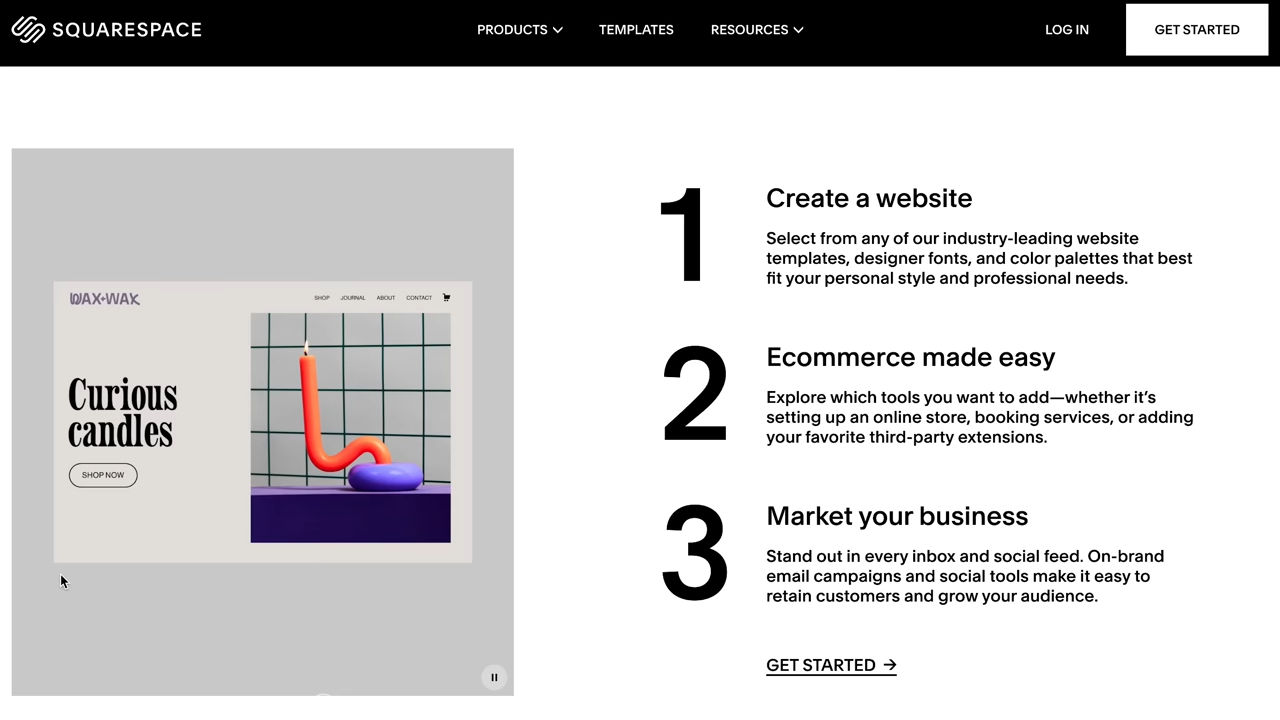 SQUARESPACE
PRODUCTS
TEMPLATES
RESOURCES
LOG IN
GET STARTED
WAX+WAX
SHOP
JOURNAL
ABOUT
CONTACT
Curious
candles
SHOP NOW
1
Create a website
Select from any of our industry-leading website
templates, designer fonts, and color palettes that best
fit your personal style and professional needs.
2
Ecommerce made easy
Explore which tools you want to add—whether it’s
setting up an online store, booking services, or adding
your favorite third-party extensions.
3
Market your business
Stand out in every inbox and social feed. On-brand
email campaigns and social tools make it easy to
retain customers and grow your audience.
GET STARTED →